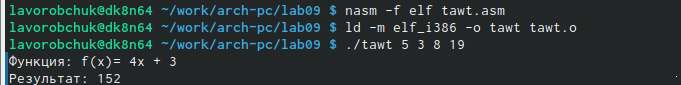 lavorobchuk@dk8n64 ~/work/arch-pc/lab09 $ nasm -f elf tawt.asm
lavorobchuk@dk8n64 ~/work/arch-pc/lab09 $ ld -m elf_i386 -o tawt tawt.o
lavorobchuk@dk8n64 ~/work/arch-pc/lab09 $ ./tawt 5 3 8 19
Функция: f(x)= 4x + 3
Результат: 152